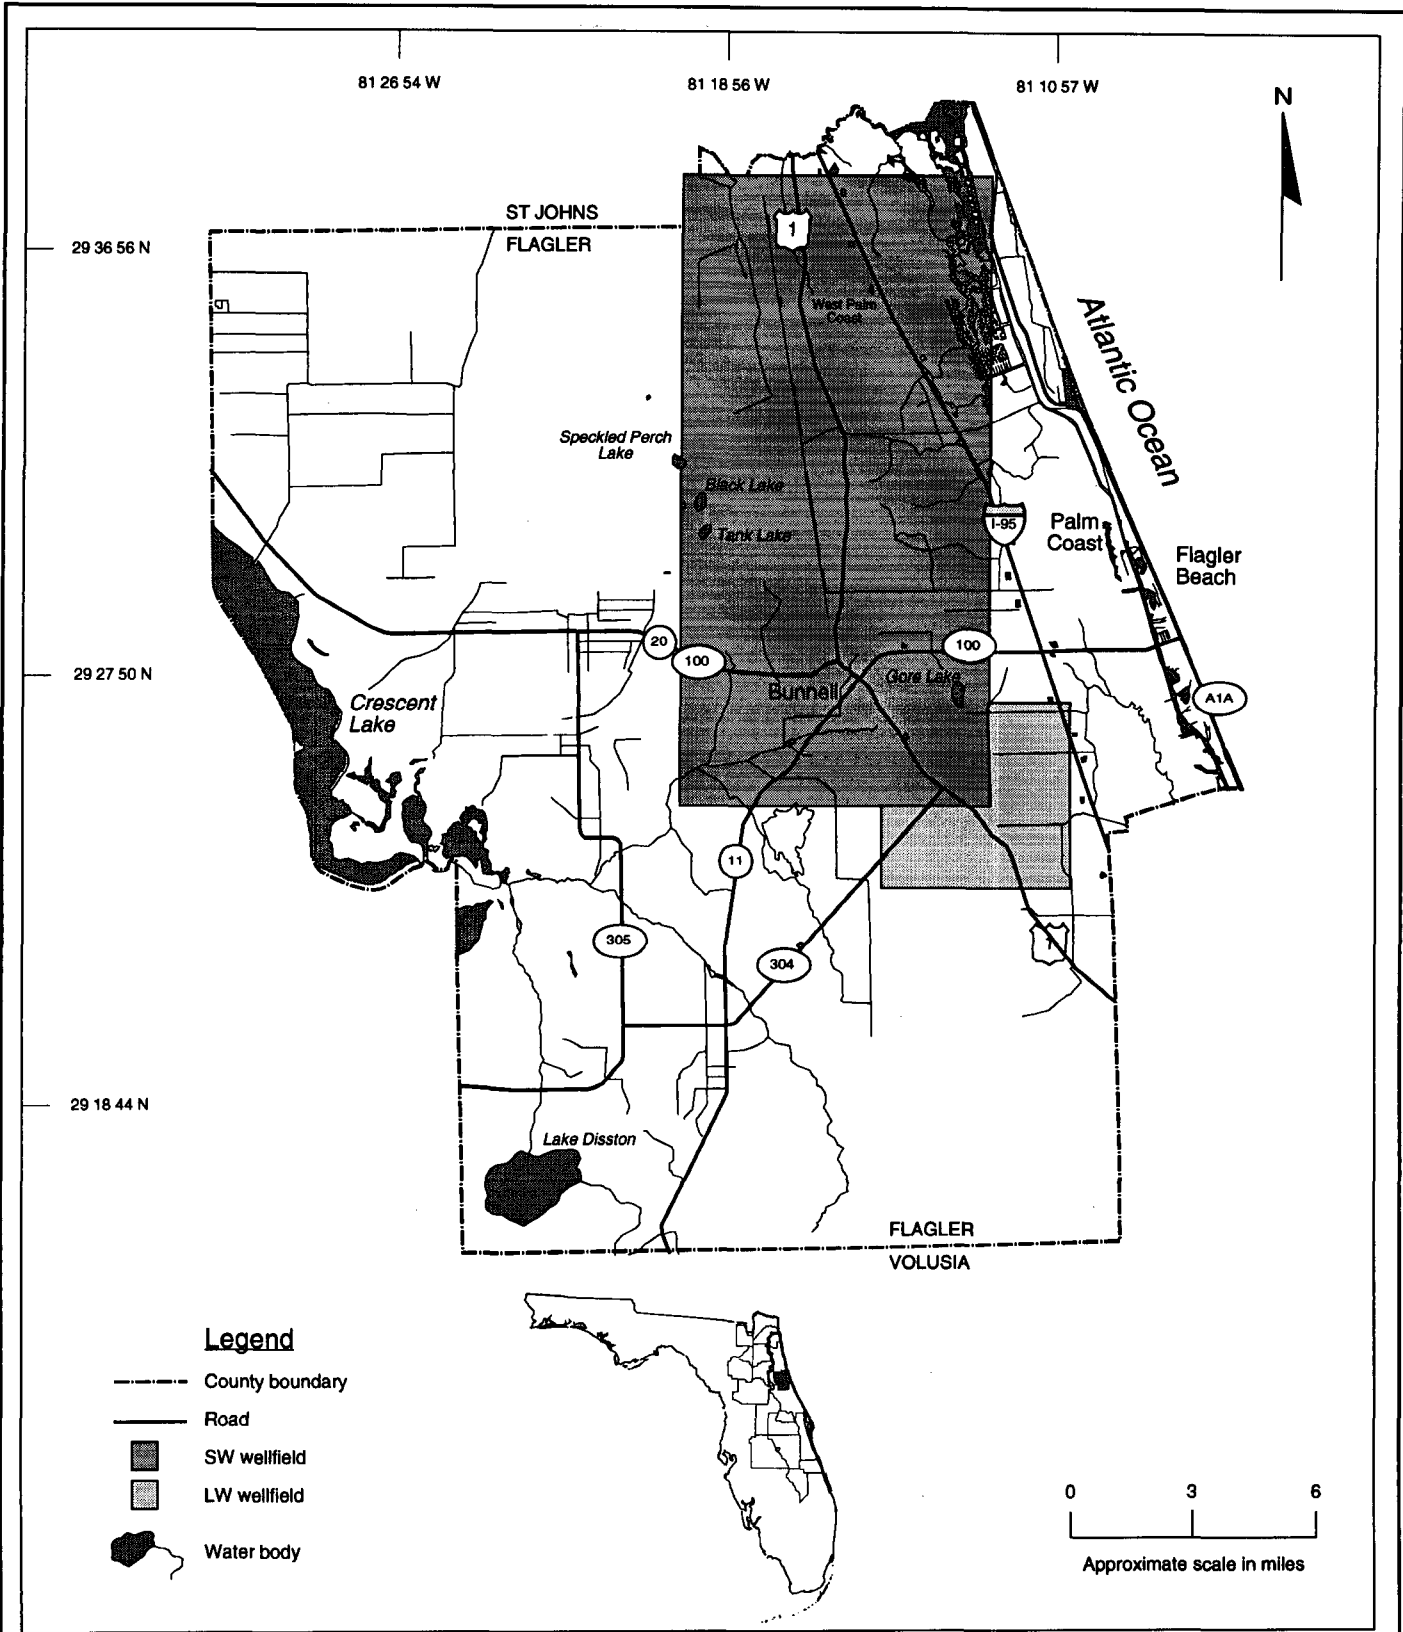 81 26 54 W
81 18 56 W
81 10 57 W
N
ST JOHNS
FLAGLER
29 36 56 N
1
West Palm
Coast
Atlantic Ocean
Speckled Perch
Lake
Black Lake
Tank Lake
I-95
Palm
Coast
Flagler
Beach
20
100
100
29 27 50 N
Bunnell
Gore Lake
A1A
Crescent
Lake
11
305
304
1
29 18 44 N
Lake Disston
FLAGLER
VOLUSIA
Legend
County boundary
Road
SW wellfield
LW wellfield
Water body
0 3 6
Approximate scale in miles